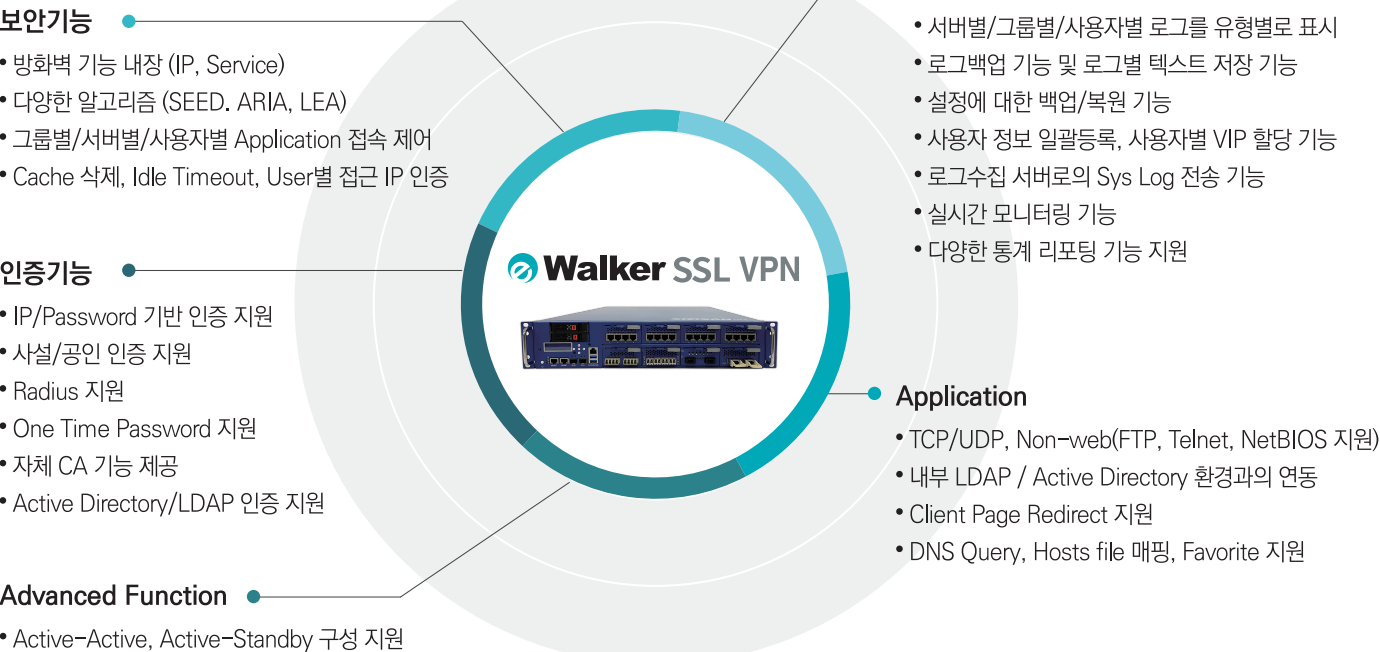 보안기능
• 방화벽 기능 내장 (IP, Service)
• 다양한 알고리즘 (SEED. ARIA, LEA)
• 그룹별/서버별/사용자별 Application 접속 제어
• Cache 삭제, Idle Timeout, User별 접근 IP 인증
인증기능
• IP/Password 기반 인증 지원
• 사설/공인 인증 지원
• Radius 지원
• One Time Password 지원
• 자체 CA 기능 제공
• Active Directory/LDAP 인증 지원
Advanced Function
• Active-Active, Active-Standby 구성 지원
e Walker SSL VPN
• 서버별/그룹별/사용자별 로그를 유형별로 표시
• 로그백업 기능 및 로그별 텍스트 저장 기능
• 설정에 대한 백업/복원 기능
• 사용자 정보 일괄등록, 사용자별 VIP 할당 기능
• 로그수집 서버로의 Sys Log 전송 기능
• 실시간 모니터링 기능
• 다양한 통계 리포팅 기능 지원
Application
• TCP/UDP, Non-web(FTP, Telnet, NetBIOS 지원)
• 내부 LDAP / Active Directory 환경과의 연동
• Client Page Redirect 지원
• DNS Query, Hosts file 매핑, Favorite 지원